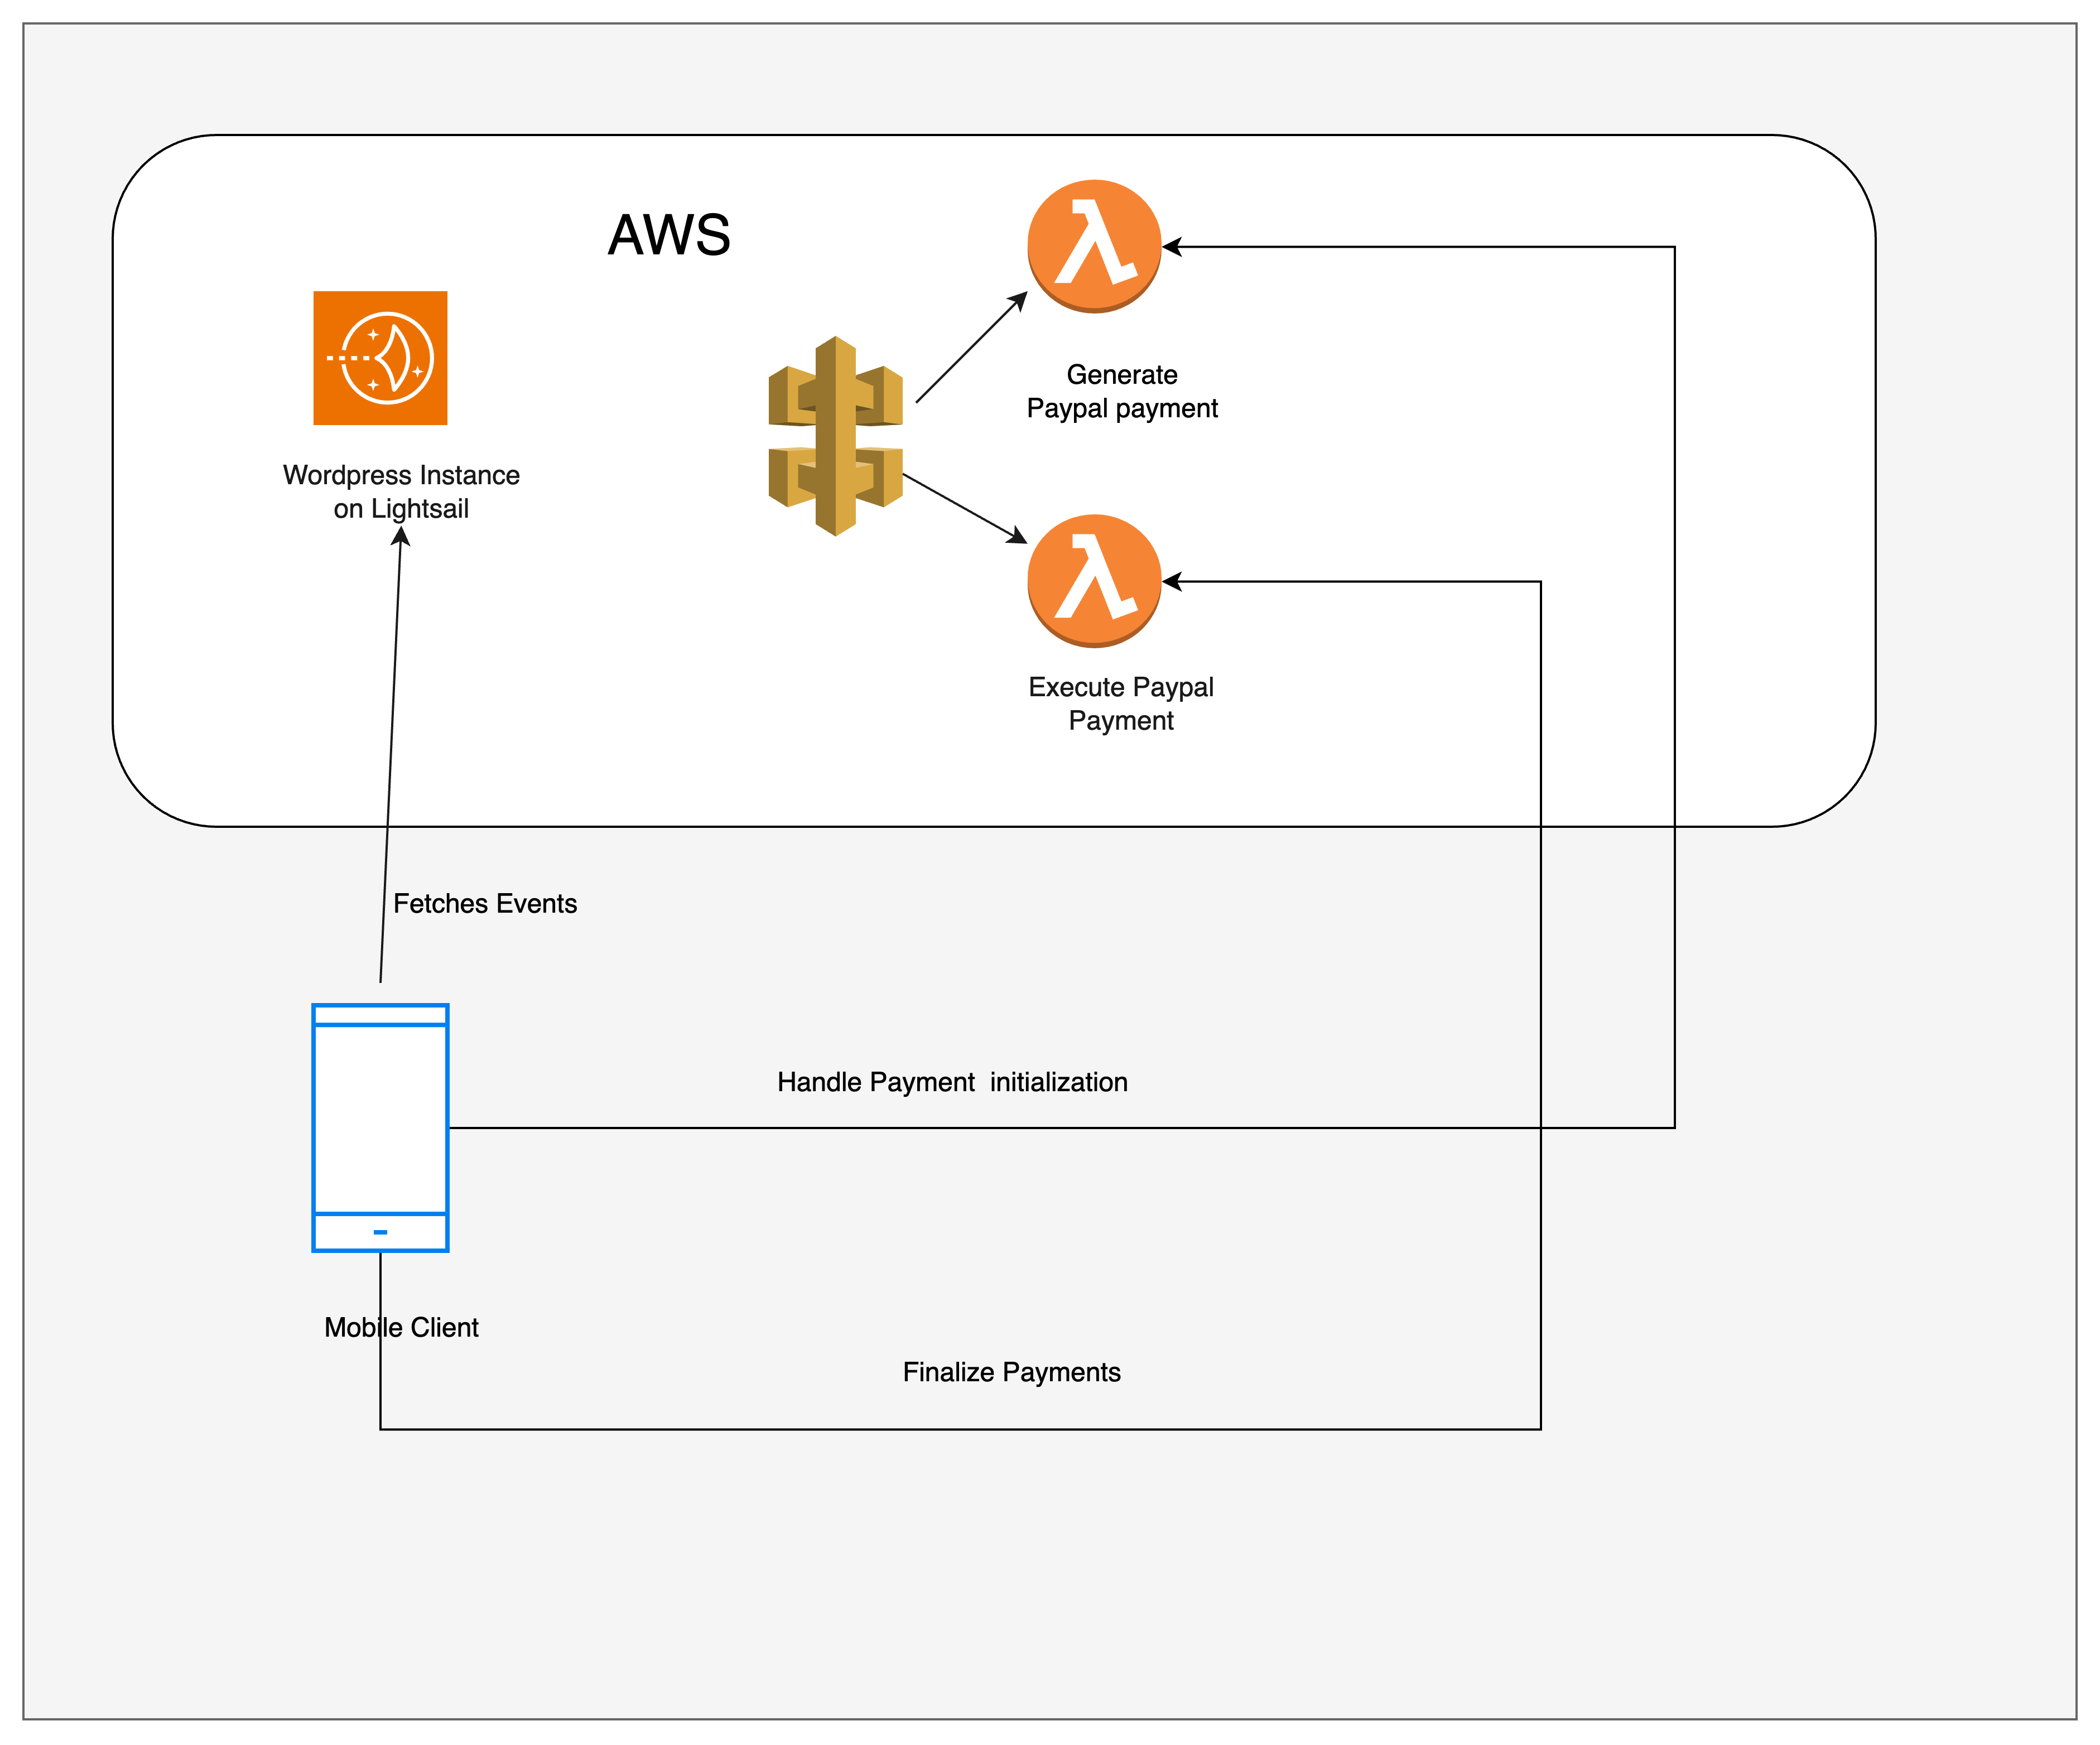 AWS
Generate
Paypal payment
Wordpress Instance
on Lightsail
Execute Paypal
Payment
Fetches Events
Handle Payment  initialization
Mobile Client
Finalize Payments